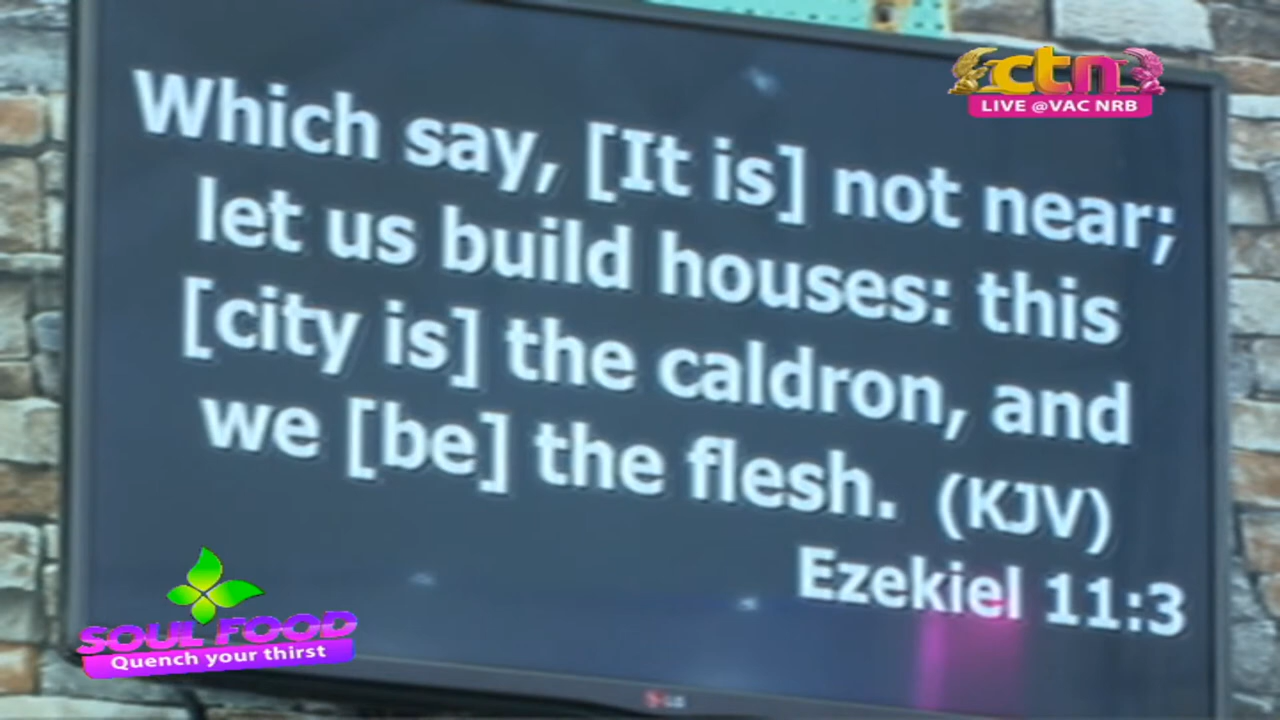 ctn
LIVE @VAC NRB
Which say, [It is] not near;
let us build houses: this
[city is] the caldron, and
we [be] the flesh. (KJV)
Ezekiel 11:3
SOUL FOOD
Quench your thirst
LG